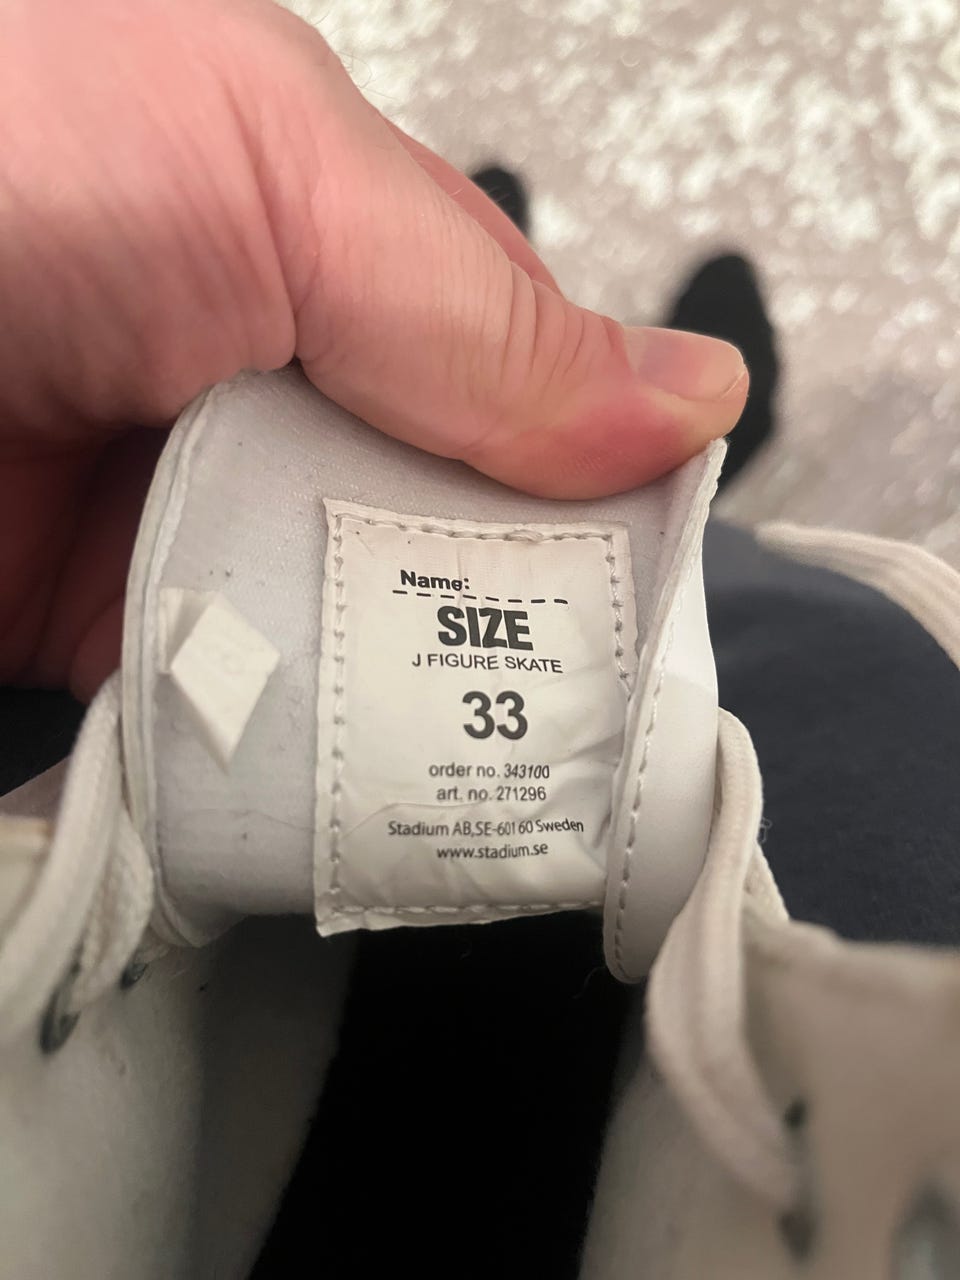 Name:
SIZE
J FIGURE SKATE
33
order no. 343100
art. no. 271296
Stadium AB,SE-601 60 Sweden
www.stadium.se